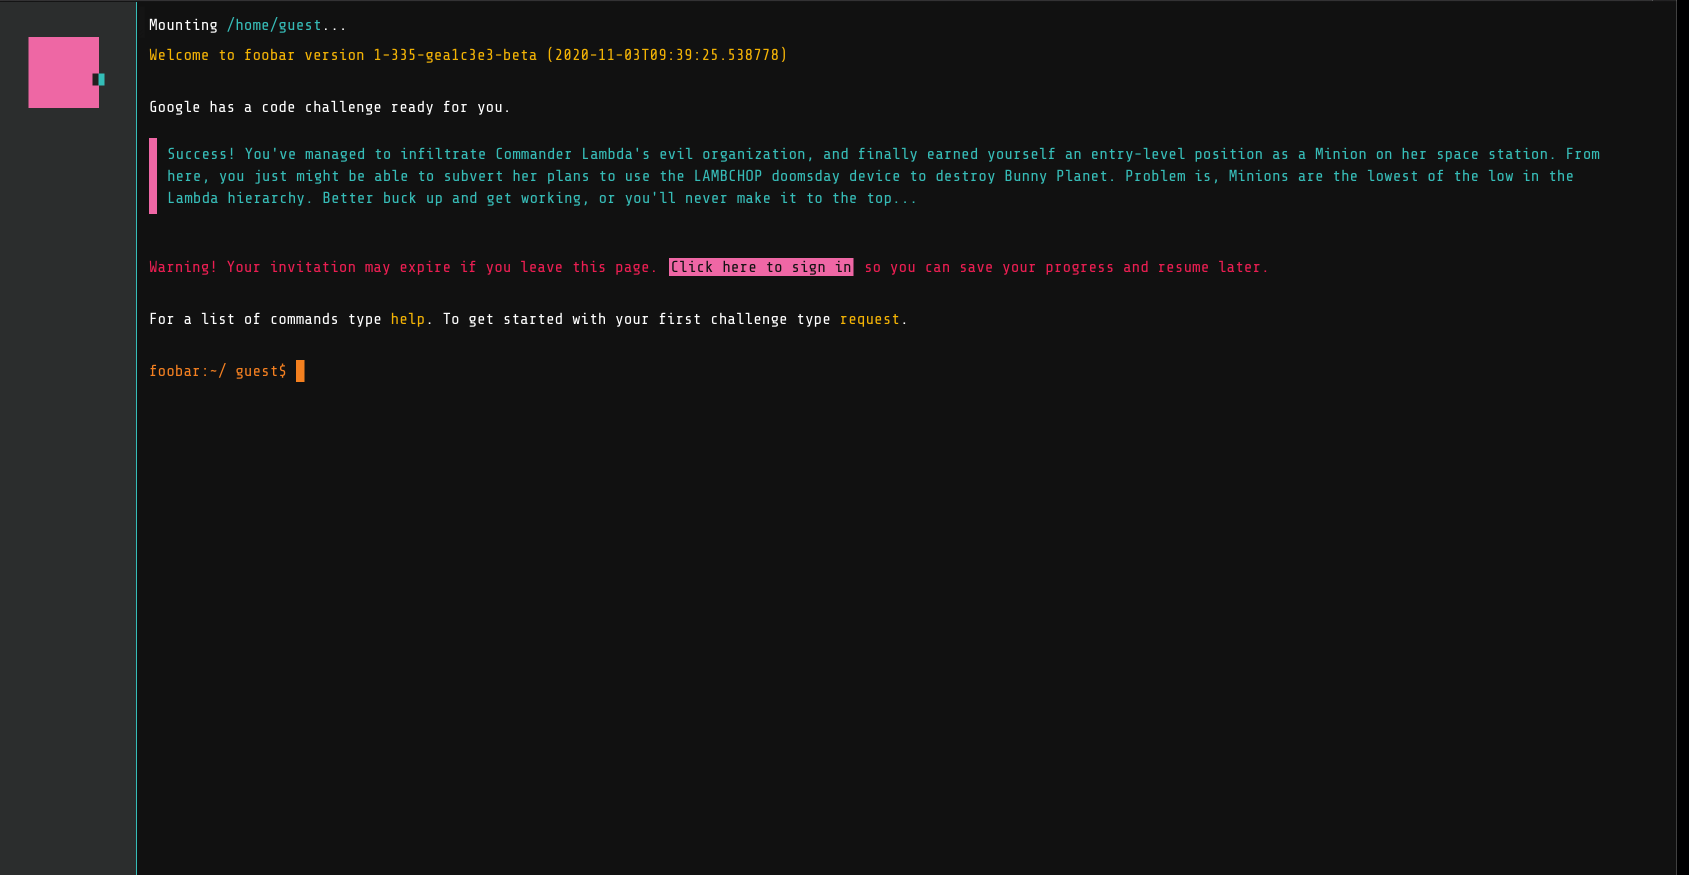 Mounting /home/guest...
Welcome to foobar version 1-335-gea1c3e3-beta (2020-11-03T09:39:25.538778)
Google has a code challenge ready for you.
Success! You've managed to infiltrate Commander Lambda's evil organization, and finally earned yourself an entry-level position as a Minion on her space station. From
here, you just might be able to subvert her plans to use the LAMBCHOP doomsday device to destroy Bunny Planet. Problem is, Minions are the lowest of the low in the
Lambda hierarchy. Better buck up and get working, or you'll never make it to the top...
Warning! Your invitation may expire if you leave this page. Click here to sign in so you can save your progress and resume later.
For a list of commands type help. To get started with your first challenge type request.
foobar:~/ guest$